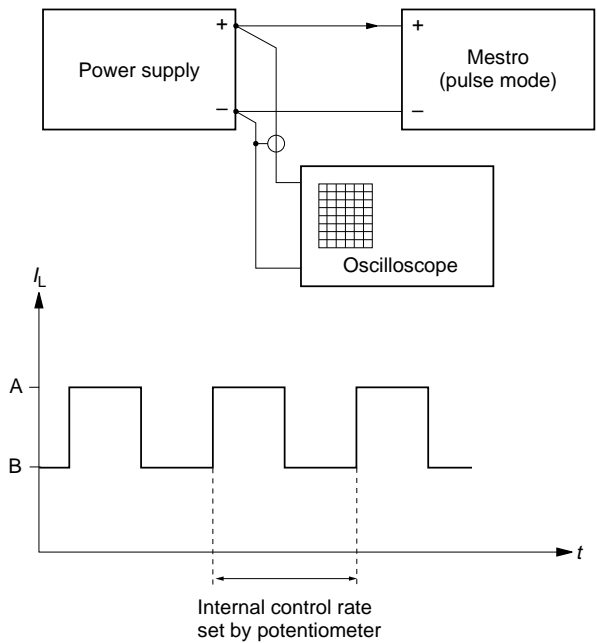 Power supply
+
−
+
−
Mestro
(pulse mode)
Oscilloscope
I_L
A
B
t
Internal control rate
set by potentiometer